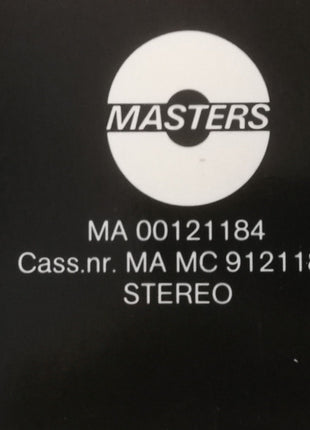 MASTERS
MA 00121184
Cass.nr. MA MC 912118
STEREO